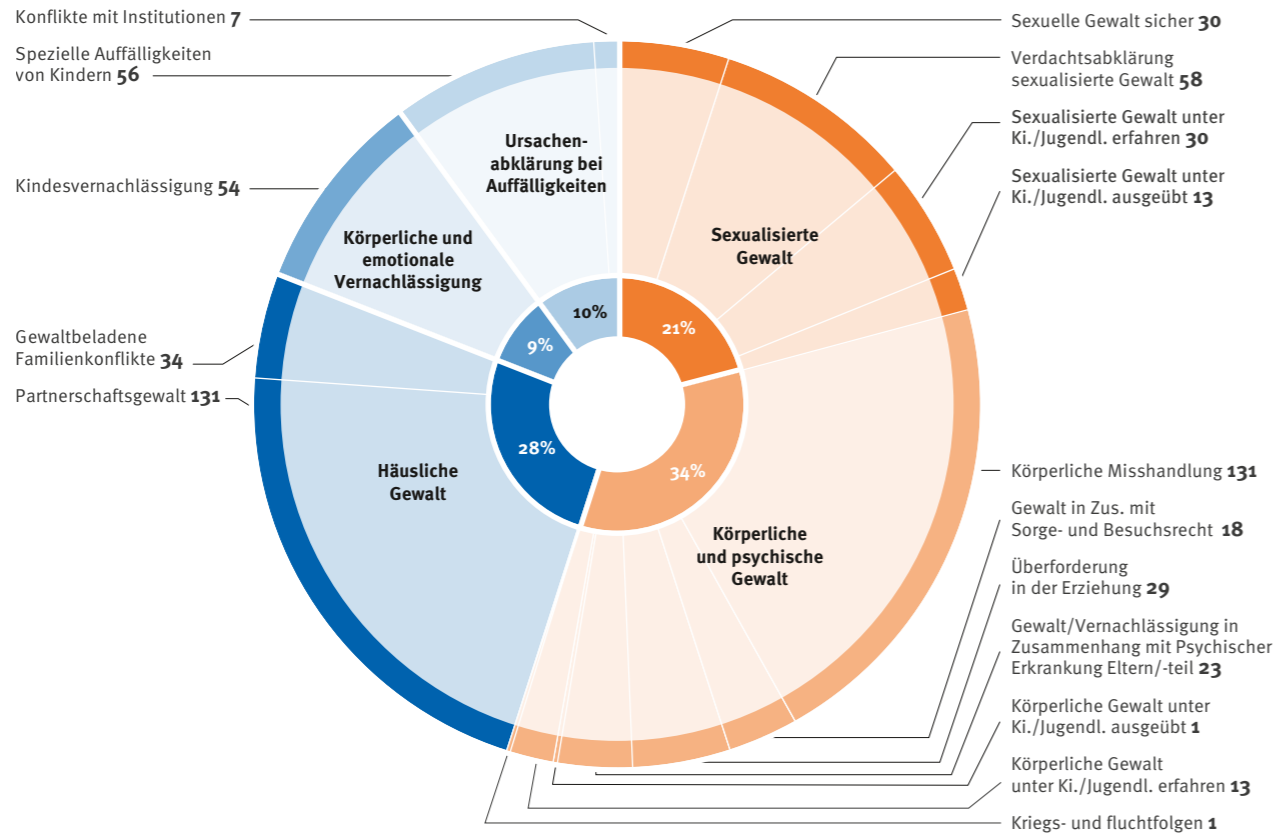 Konflikte mit Institutionen 7
Spezielle Auffälligkeiten
von Kindern 56
Kindesvernachlässigung 54
Gewaltbeladene
Familienkonflikte 34
Partnerschaftsgewalt 131
Ursachen-
abklärung bei
Auffälligkeiten
Körperliche und
emotionale
Vernachlässigung
Häusliche
Gewalt
Sexualisierte
Gewalt
Körperliche
und psychische
Gewalt
10%
9%
28%
21%
34%
Sexuelle Gewalt sicher 30
Verdachtsabklärung
sexualisierte Gewalt 58
Sexualisierte Gewalt unter
Ki./Jugendl. erfahren 30
Sexualisierte Gewalt unter
Ki./Jugendl. ausgeübt 13
Körperliche Misshandlung 131
Gewalt in Zus. mit
Sorge- und Besuchsrecht 18
Überforderung
in der Erziehung 29
Gewalt/Vernachlässigung in
Zusammenhang mit Psychischer
Erkrankung Eltern/-teil 23
Körperliche Gewalt unter
Ki./Jugendl. ausgeübt 1
Körperliche Gewalt
unter Ki./Jugendl. erfahren 13
Kriegs- und fluchtfolgen 1